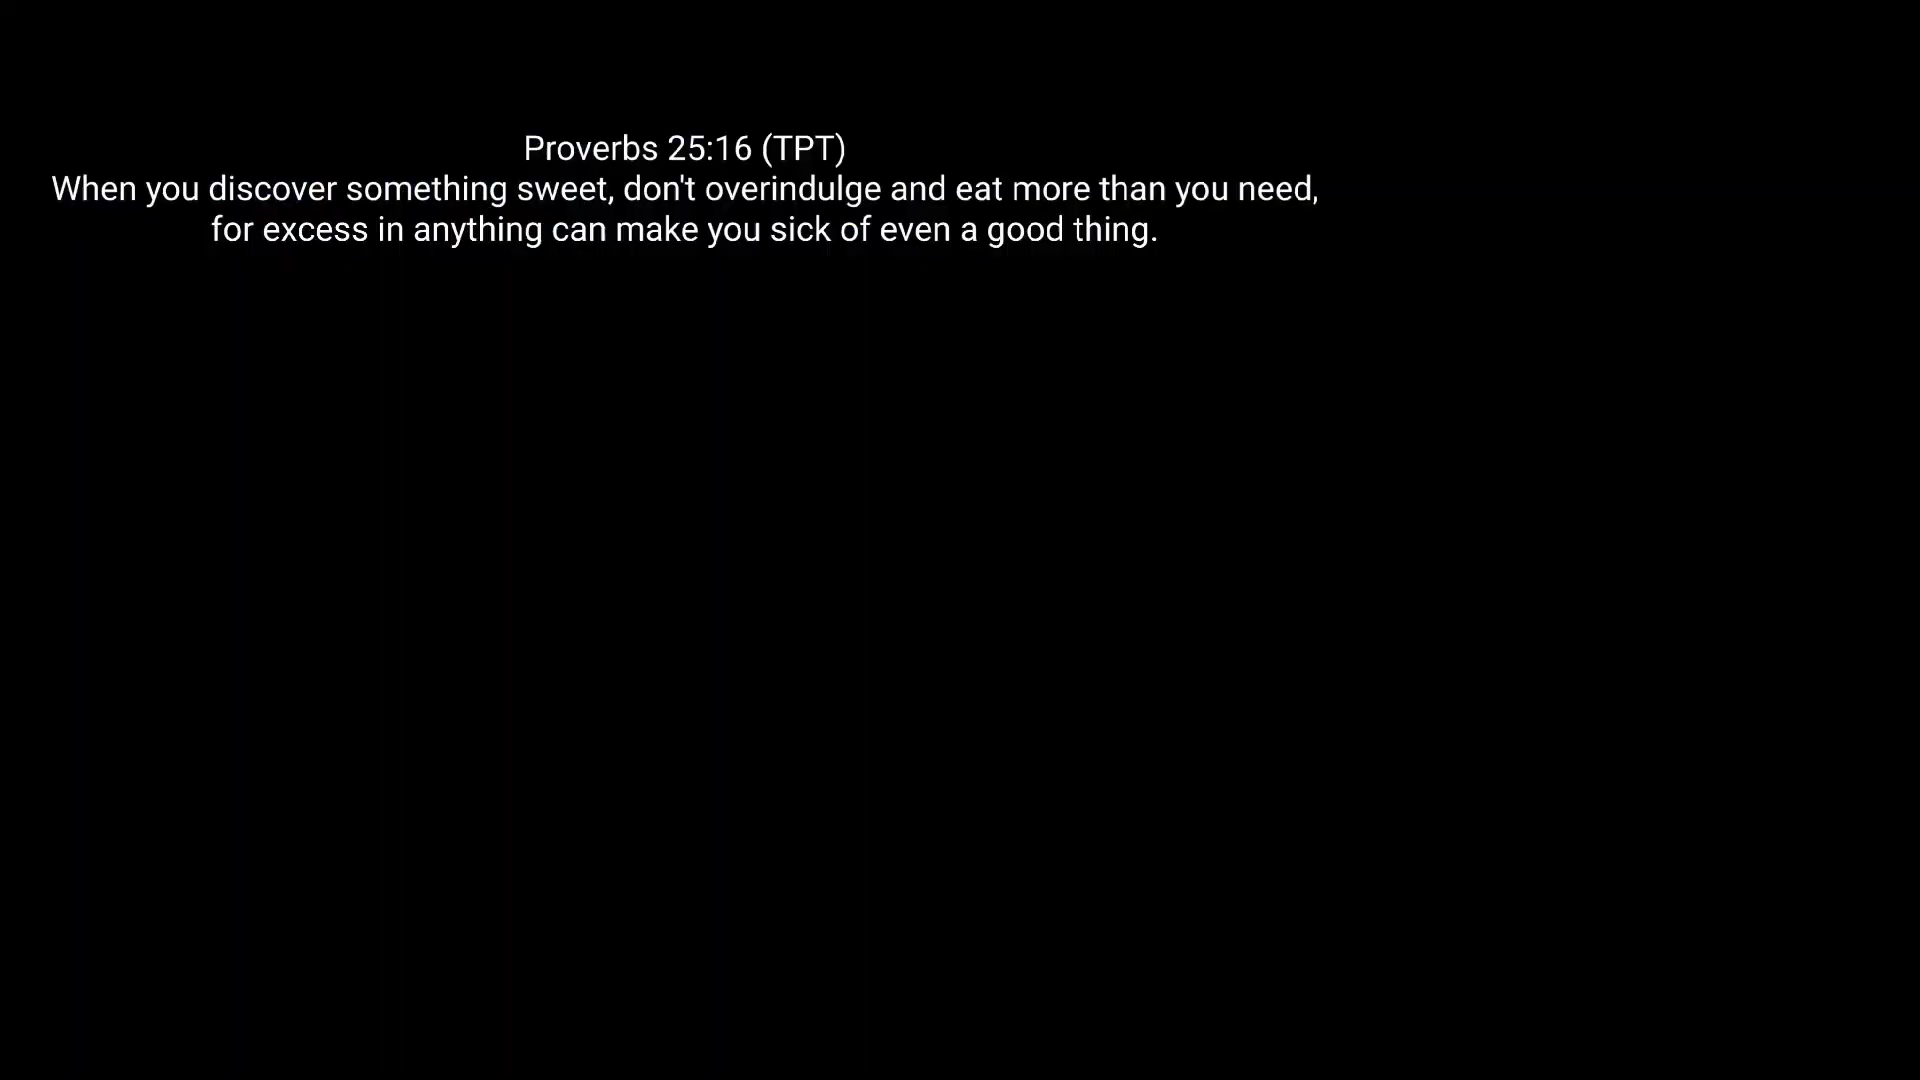 Proverbs 25:16 (TPT)
When you discover something sweet, don't overindulge and eat more than you need,
for excess in anything can make you sick of even a good thing.